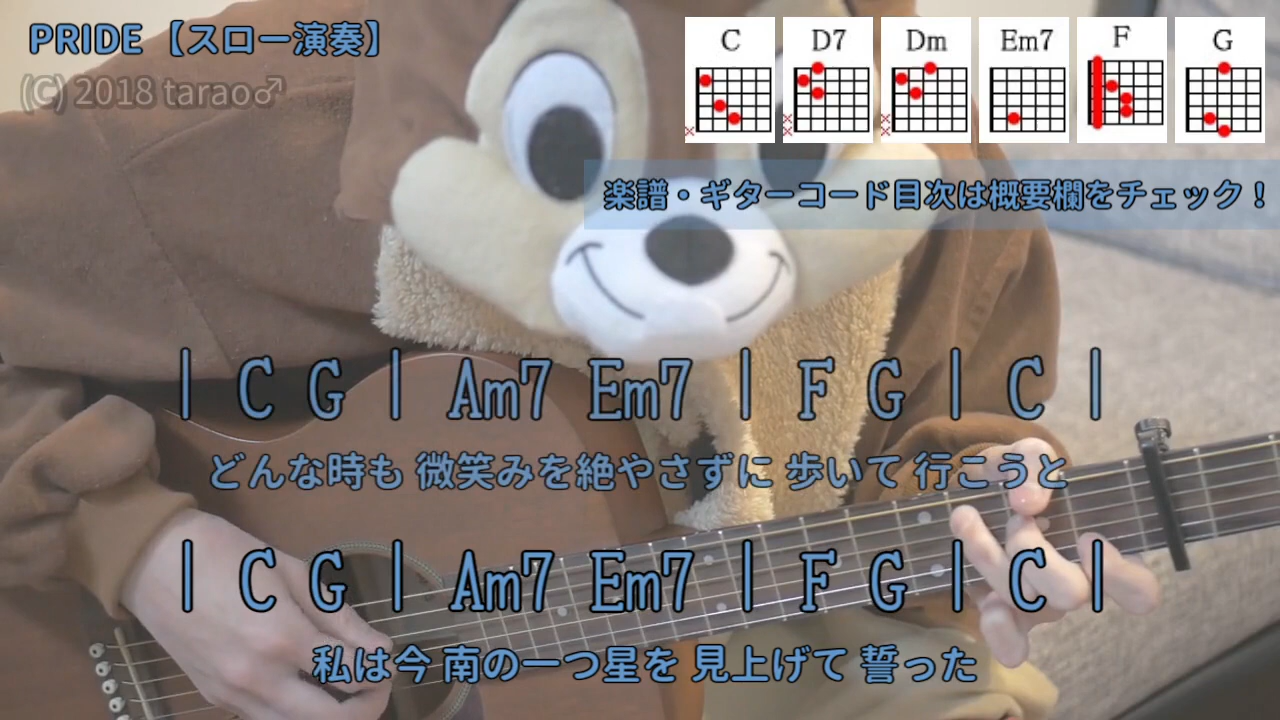 PRIDE【スロー演奏】
(C) 2018 tarao♂
C D7 Dm Em7 F G
楽譜・ギターコード目次は概要欄をチェック！
| C G | Am7 Em7 | F G | C |
どんな時も 微笑みを絶やさずに 歩いて 行こうと
| C G | Am7 Em7 | F G | C |
私は今 南の一つ星を 見上げて 誓った